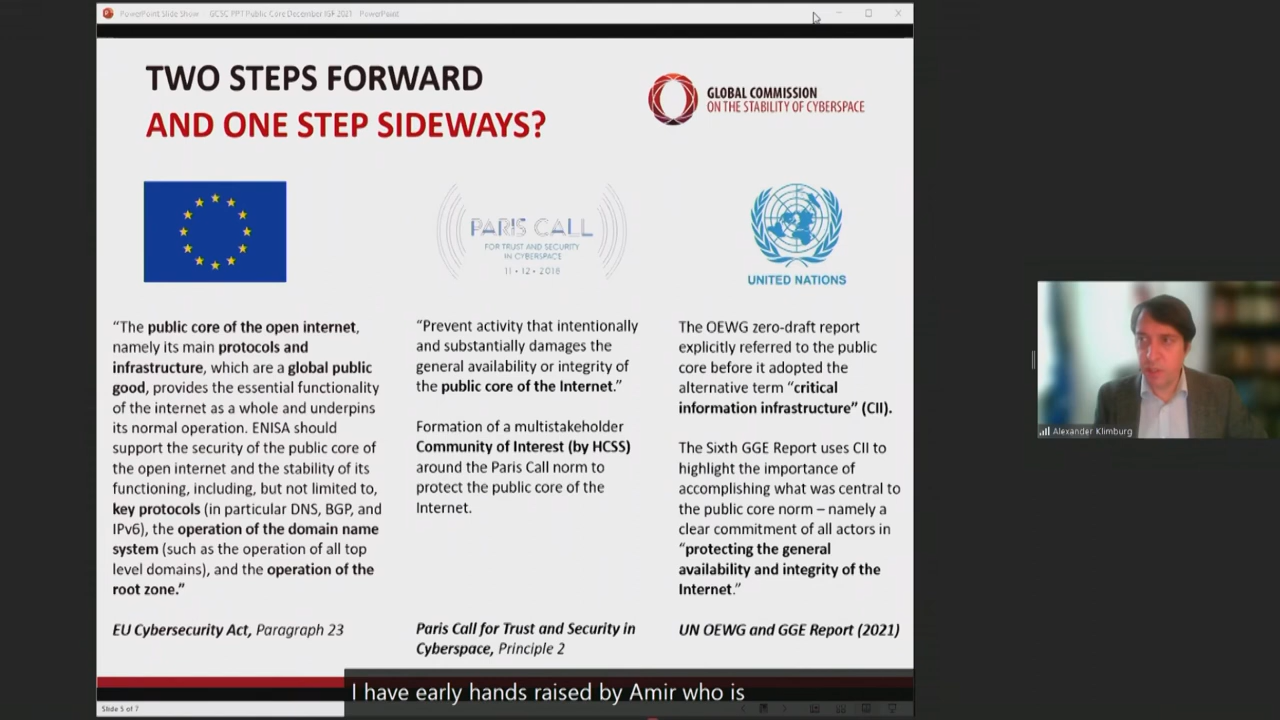 PowerPoint Slide Show - GCSC PPT Public Core December IGF 2021 - PowerPoint
TWO STEPS FORWARD
AND ONE STEP SIDEWAYS?
GLOBAL COMMISSION
ON THE STABILITY OF CYBERSPACE
PARIS CALL
FOR TRUST AND SECURITY
IN CYBERSPACE
11 • 12 • 2018
UNITED NATIONS
“The public core of the open internet,
namely its main protocols and
infrastructure, which are a global public
good, provides the essential functionality
of the internet as a whole and underpins
its normal operation. ENISA should
support the security of the public core of
the open internet and the stability of its
functioning, including, but not limited to,
key protocols (in particular DNS, BGP, and
IPv6), the operation of the domain name
system (such as the operation of all top
level domains), and the operation of the
root zone.”
EU Cybersecurity Act, Paragraph 23
“Prevent activity that intentionally
and substantially damages the
general availability or integrity of
the public core of the Internet.”
Formation of a multistakeholder
Community of Interest (by HCSS)
around the Paris Call norm to
protect the public core of the
Internet.
Paris Call for Trust and Security in
Cyberspace, Principle 2
The OEWG zero-draft report
explicitly referred to the public
core before it adopted the
alternative term “critical
information infrastructure” (CII).
The Sixth GGE Report uses CII to
highlight the importance of
accomplishing what was central to
the public core norm – namely a
clear commitment of all actors in
“protecting the general
availability and integrity of the
Internet.”
UN OEWG and GGE Report (2021)
Alexander Klimburg
I have early hands raised by Amir who is
Slide 5 of 7